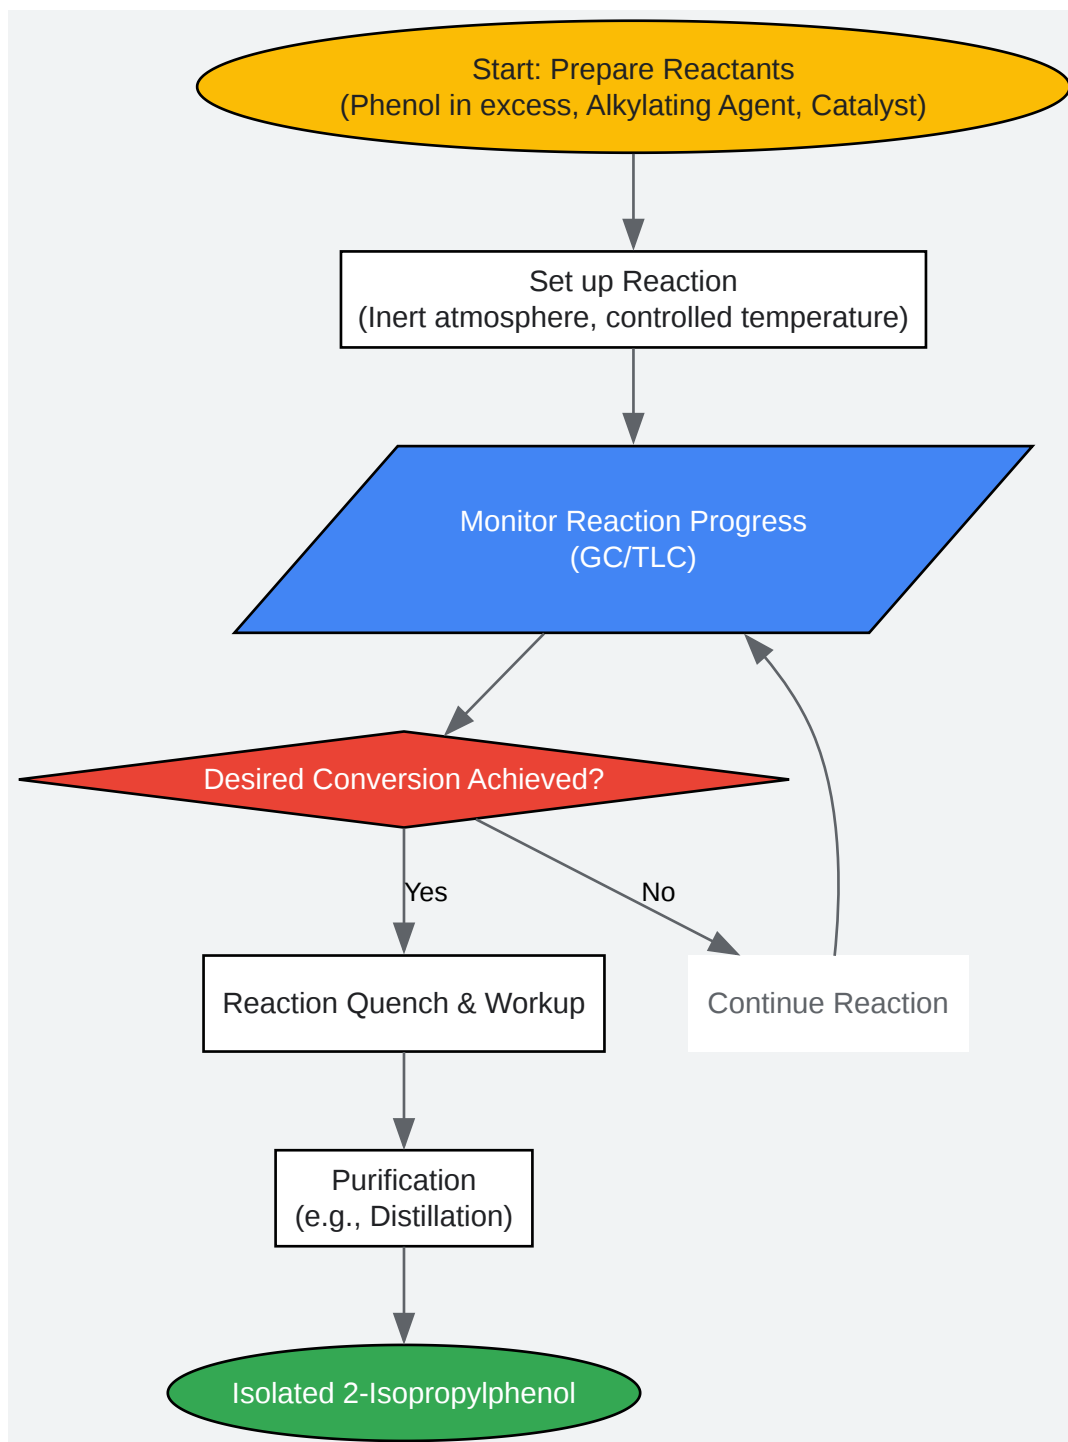 Start: Prepare Reactants
(Phenol in excess, Alkylating Agent, Catalyst)
Set up Reaction
(Inert atmosphere, controlled temperature)
Monitor Reaction Progress
(GC/TLC)
Desired Conversion Achieved?
Yes
No
Reaction Quench & Workup
Continue Reaction
Purification
(e.g., Distillation)
Isolated 2-Isopropylphenol